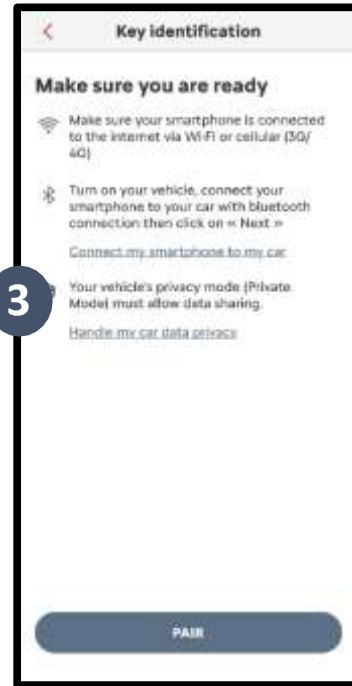 Key identification
Make sure you are ready
Make sure your smartphone is connected
to the internet via Wi-Fi or cellular (3G/
4G)
Turn on your vehicle, connect your
smartphone to your car with bluetooth
connection then click on « Next »
Connect my smartphone to my car
3
Your vehicle's privacy mode (Private
Mode) must allow data sharing.
Handle my car data privacy
PAIR